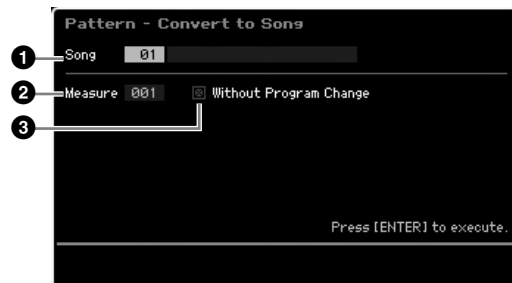 Pattern - Convert to Song
1 Song 01
2 Measure 001 Without Program Change
3
Press [ENTER] to execute.